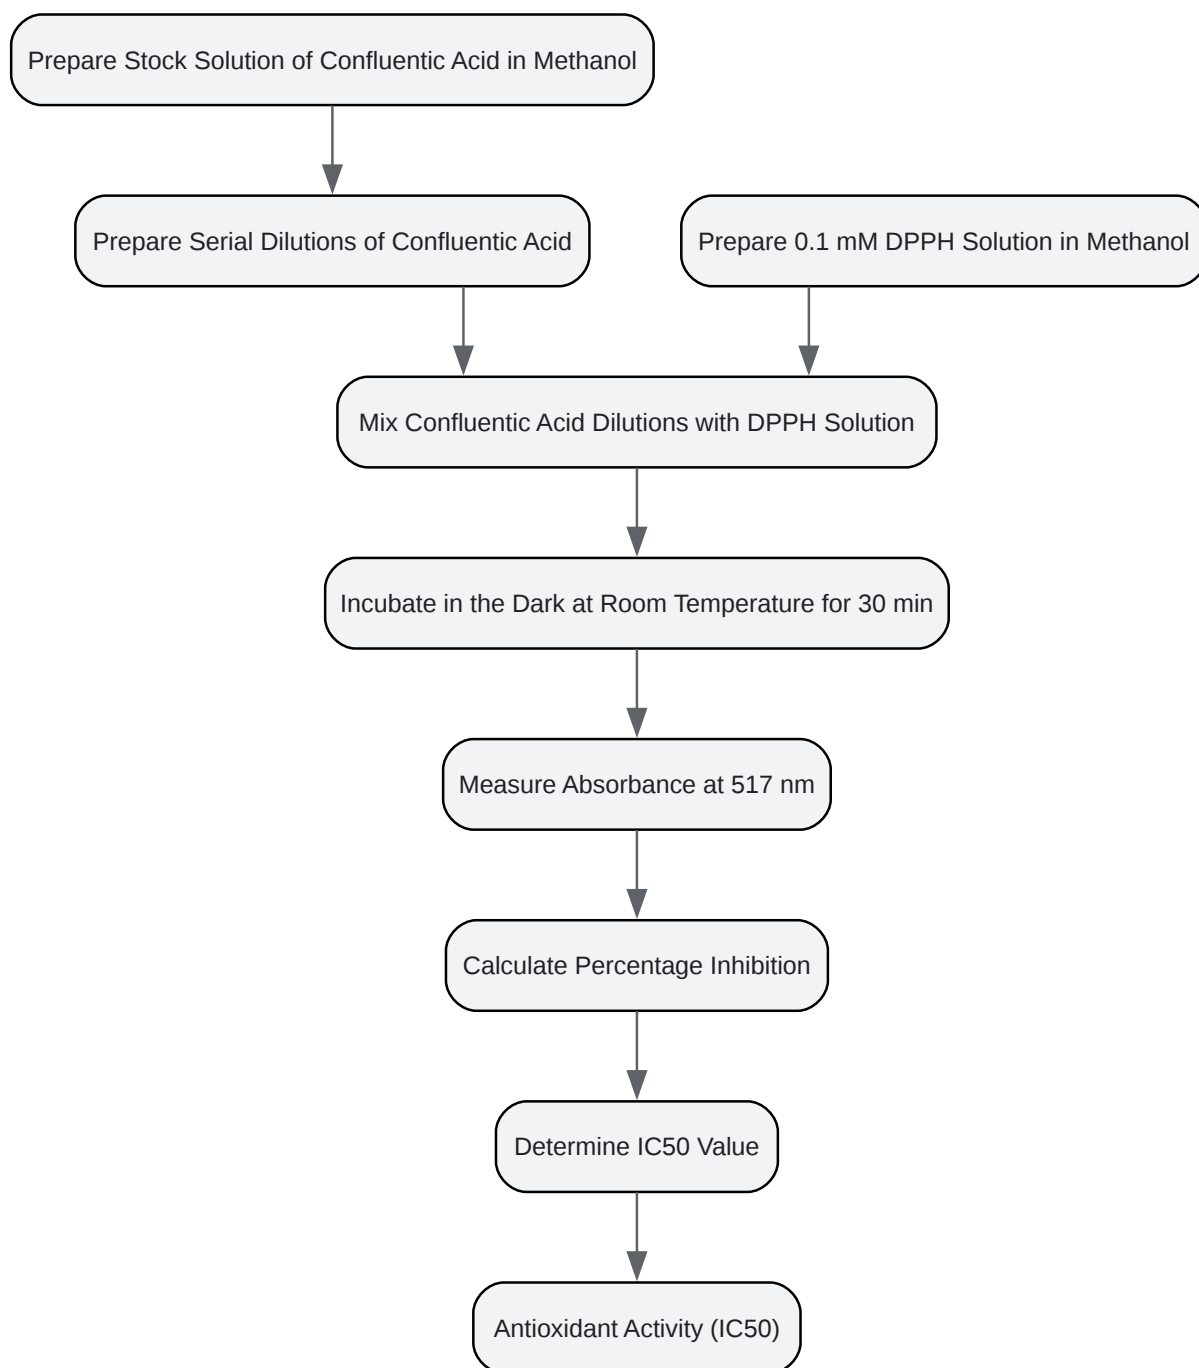 Prepare Stock Solution of Confluentic Acid in Methanol
Prepare Serial Dilutions of Confluentic Acid
Prepare 0.1 mM DPPH Solution in Methanol
Mix Confluentic Acid Dilutions with DPPH Solution
Incubate in the Dark at Room Temperature for 30 min
Measure Absorbance at 517 nm
Calculate Percentage Inhibition
Determine IC50 Value
Antioxidant Activity (IC50)